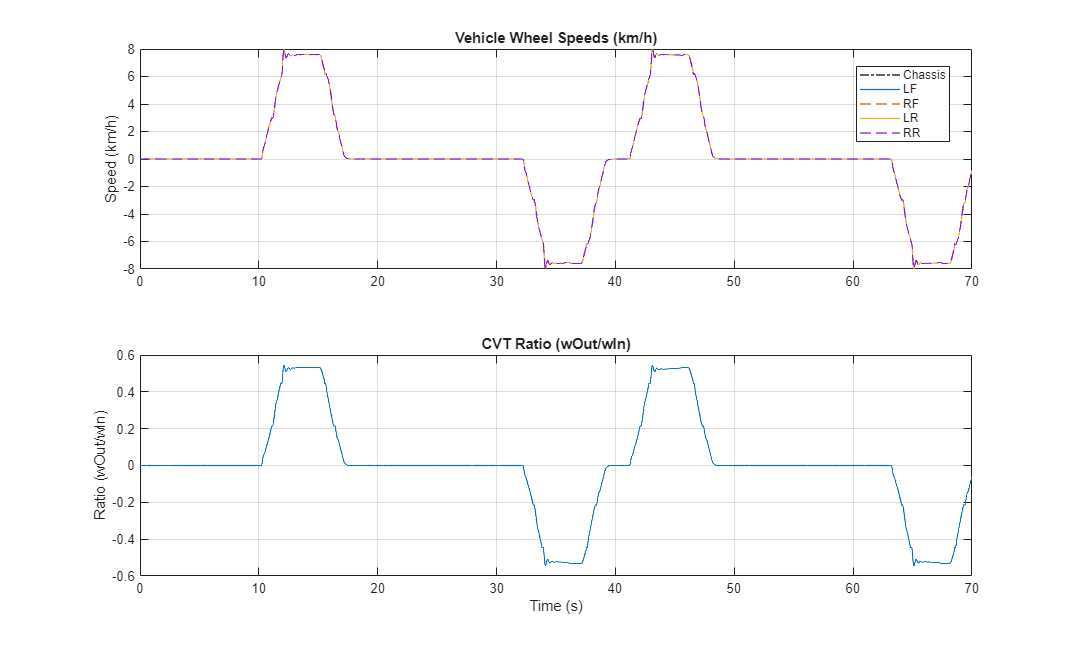 Vehicle Wheel Speeds (km/h)
8
6
4
2
0
-2
-4
-6
-8
Speed (km/h)
Chassis
LF
RF
LR
RR
0 10 20 30 40 50 60 70
CVT Ratio (wOut/wIn)
0.6
0.4
0.2
0
-0.2
-0.4
-0.6
Ratio (wOut/wIn)
0 10 20 30 40 50 60 70
Time (s)